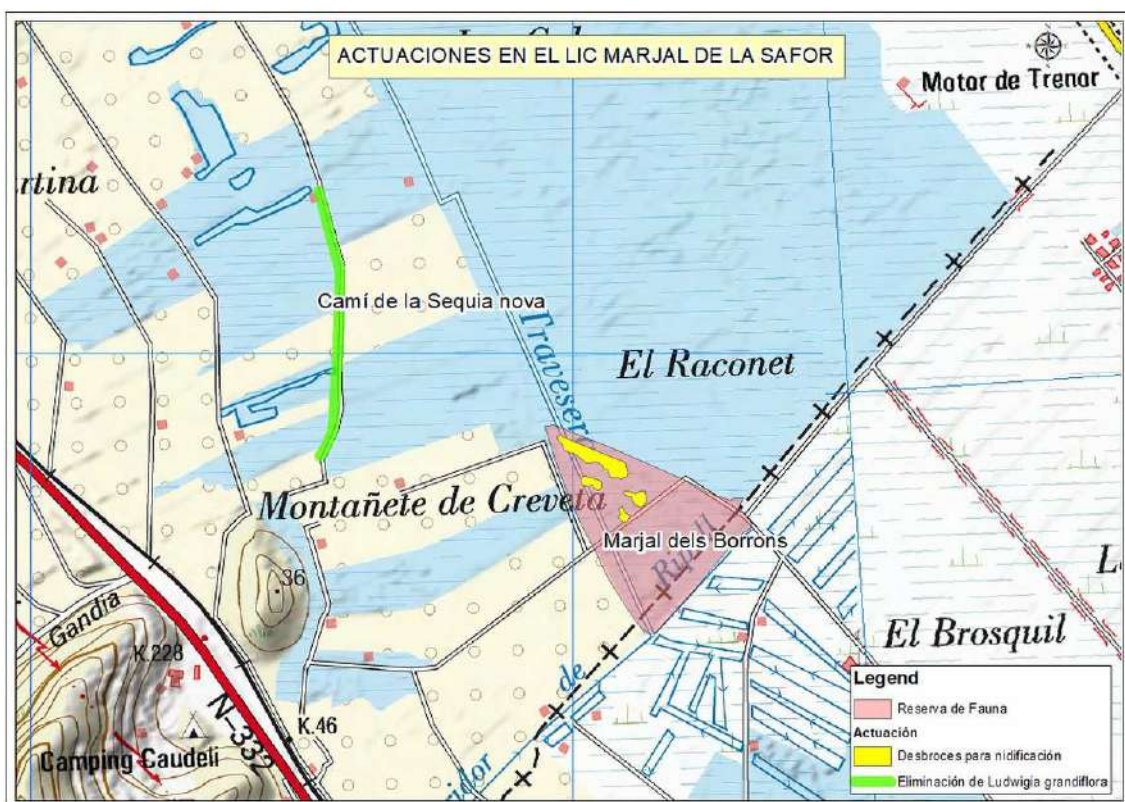 ACTUACIONES EN EL LIC MARJAL DE LA SAFOR
Motor de Trenor
rtina
Camí de la Sequia nova
Traveser
El Raconet
Montañete de Creveta
Marjal dels Borrons
Ripoll
36
Gandia
K.228
El Brosquil
de
N-332
K.46
Camping Caudeli
idor
Legend
Reserva de Fauna
Actuación
Desbroces para nidificación
Eliminación de Ludwigia grandiflora